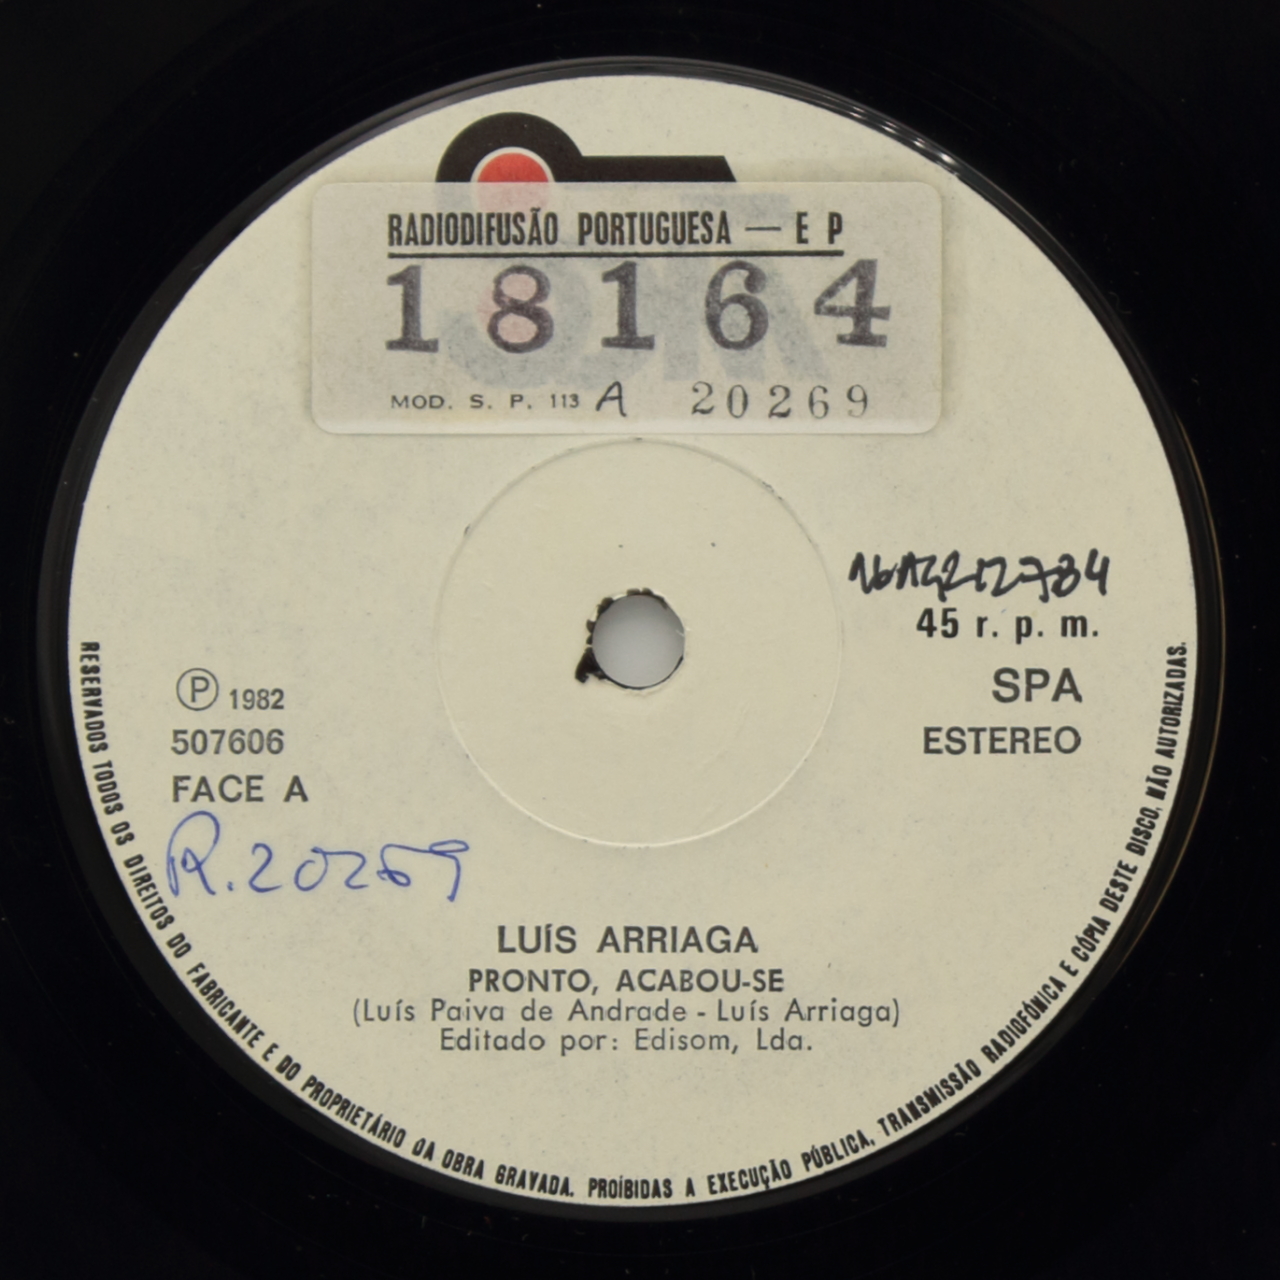 RADIODIFUSÃO PORTUGUESA — E P
18164
MOD. S. P. 113 A 20269
45 r. p. m.
SPA
ESTEREO
Ⓟ 1982
507606
FACE A
R.20269
LUÍS ARRIAGA
PRONTO, ACABOU-SE
(Luís Paiva de Andrade - Luís Arriaga)
Editado por: Edisom, Lda.
RESERVADOS TODOS OS DIREITOS DO FABRICANTE E DO PROPRIETÁRIO DA OBRA GRAVADA. PROÍBIDAS A EXECUÇÃO PÚBLICA, TRANSMISSÃO RADIOFÓNICA E CÓPIA DESTE DISCO, NÃO AUTORIZADAS.